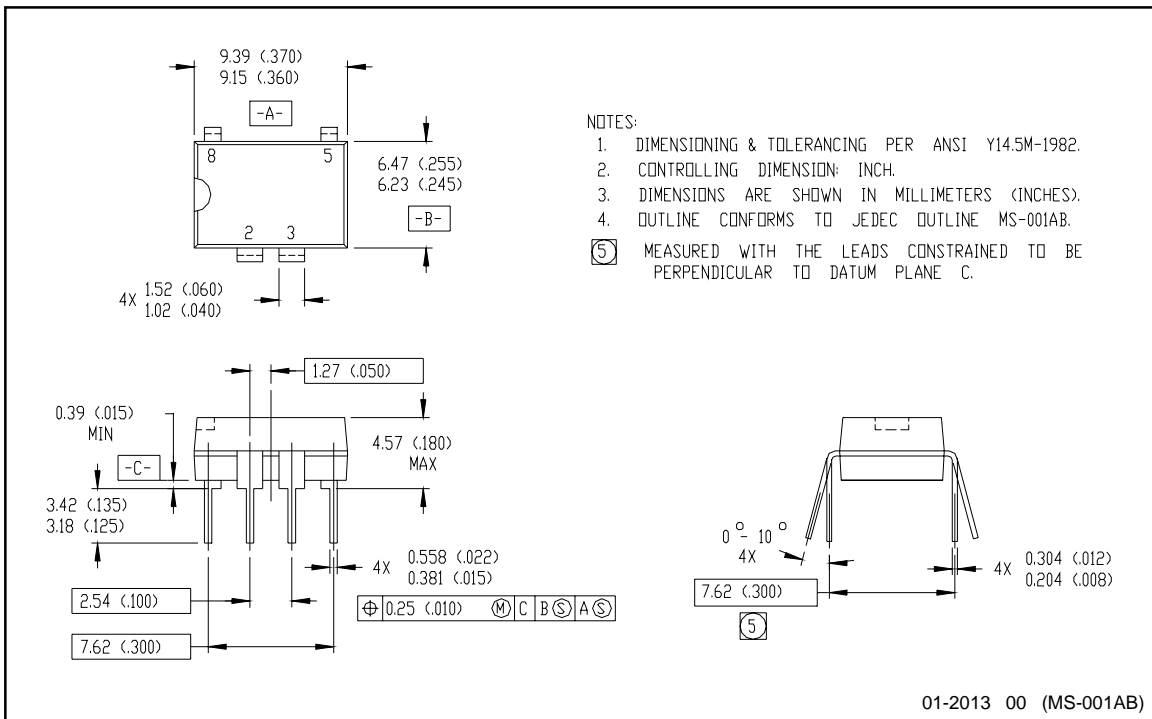 9.39 (.370)
9.15 (.360)
-A-
8 5
6.47 (.255)
6.23 (.245)
-B-
2 3
4X 1.52 (.060)
1.02 (.040)
NOTES:
1. DIMENSIONING & TOLERANCING PER ANSI Y14.5M-1982.
2. CONTROLLING DIMENSION: INCH.
3. DIMENSIONS ARE SHOWN IN MILLIMETERS (INCHES).
4. OUTLINE CONFORMS TO JEDEC OUTLINE MS-001AB.
5 MEASURED WITH THE LEADS CONSTRAINED TO BE
PERPENDICULAR TO DATUM PLANE C.
1.27 (.050)
0.39 (.015)
MIN
-C-
4.57 (.180)
MAX
3.42 (.135)
3.18 (.125)
4X 0.558 (.022)
0.381 (.015)
2.54 (.100)
⌖ 0.25 (.010) Ⓜ C B Ⓢ A Ⓢ
7.62 (.300)
0° - 10°
4X
4X 0.304 (.012)
0.204 (.008)
7.62 (.300)
5
01-2013 00 (MS-001AB)